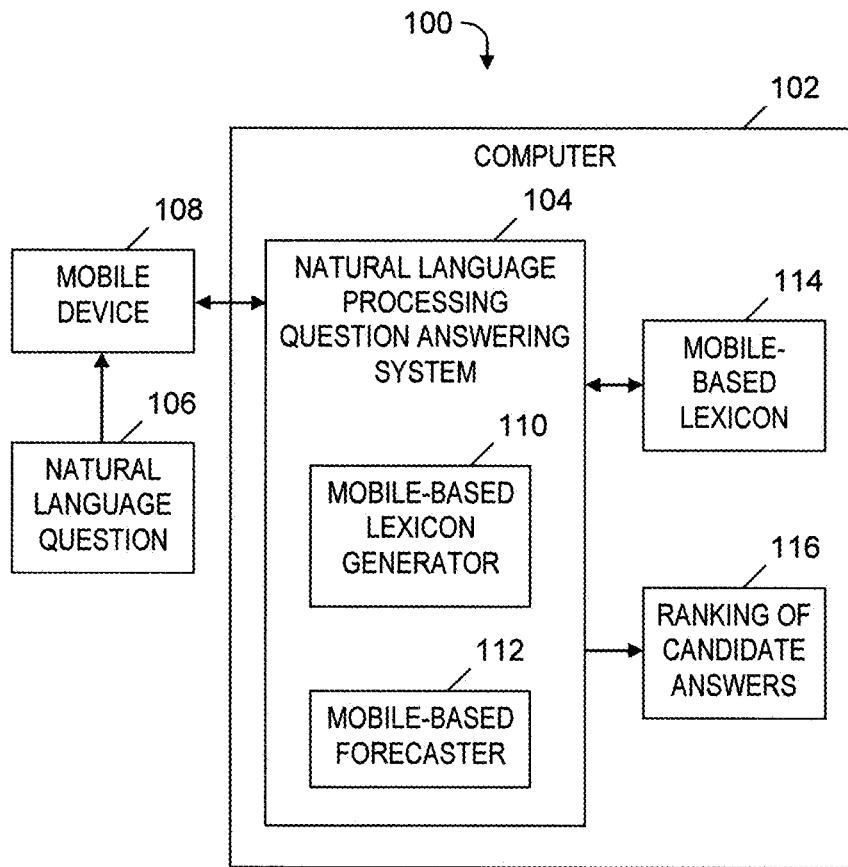 100
102
COMPUTER
108
MOBILE
DEVICE
104
NATURAL LANGUAGE
PROCESSING
QUESTION ANSWERING
SYSTEM
114
MOBILE-
BASED
LEXICON
106
NATURAL
LANGUAGE
QUESTION
110
MOBILE-BASED
LEXICON
GENERATOR
116
RANKING OF
CANDIDATE
ANSWERS
112
MOBILE-BASED
FORECASTER